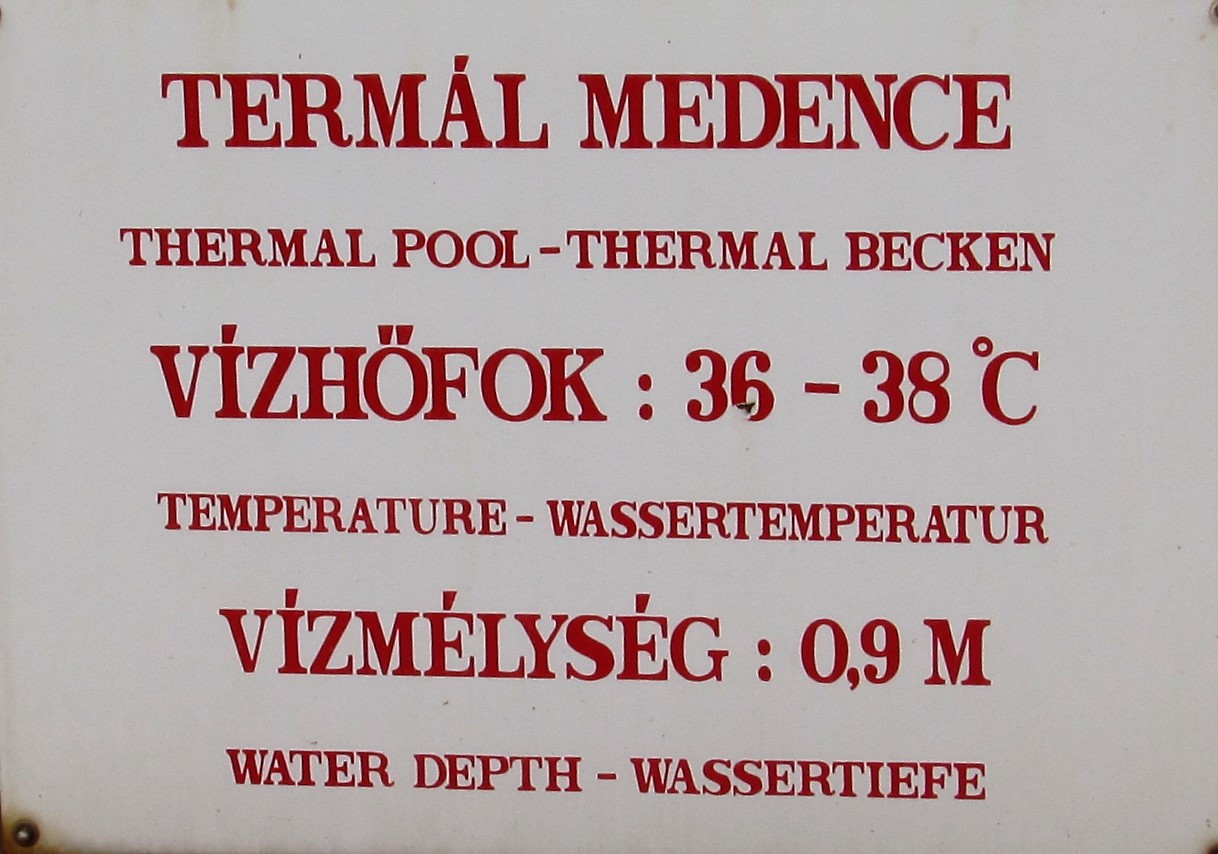 TERMÁL MEDENCE
THERMAL POOL - THERMAL BECKEN
VÍZHŐFOK : 36 - 38 °C
TEMPERATURE - WASSERTEMPERATUR
VÍZMÉLYSÉG : 0,9 M
WATER DEPTH - WASSERTIEFE